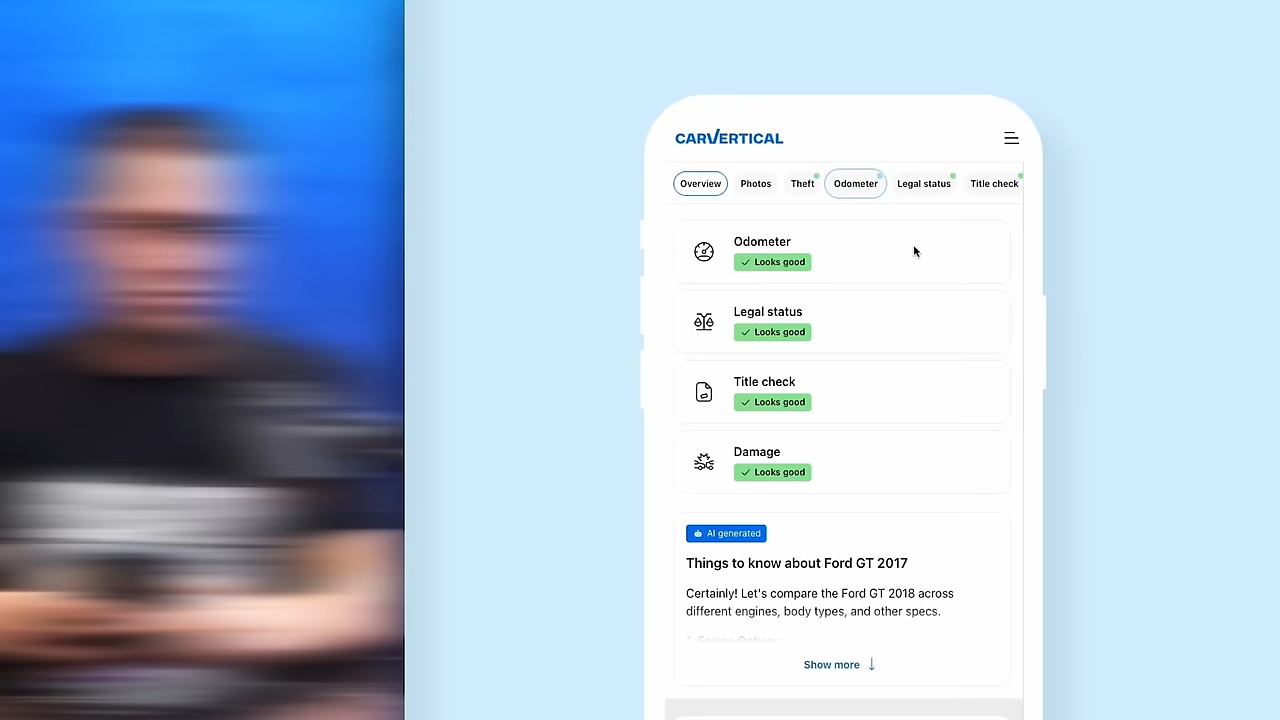 CARVERTICAL
Overview Photos Theft Odometer Legal status Title check
Odometer
Looks good
Legal status
Looks good
Title check
Looks good
Damage
Looks good
AI generated
Things to know about Ford GT 2017
Certainly! Let's compare the Ford GT 2018 across
different engines, body types, and other specs.
Show more